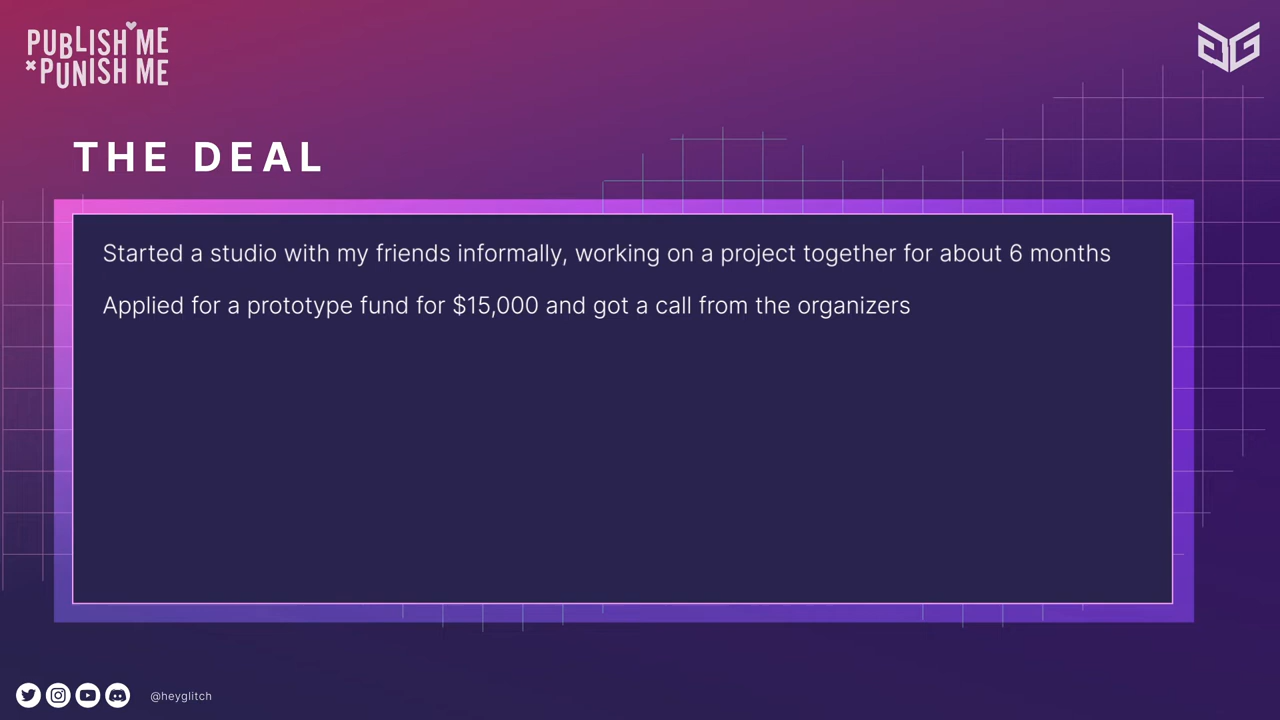 PUBLISH ME
PUNISH ME
THE DEAL
Started a studio with my friends informally, working on a project together for about 6 months
Applied for a prototype fund for $15,000 and got a call from the organizers
@heyglitch